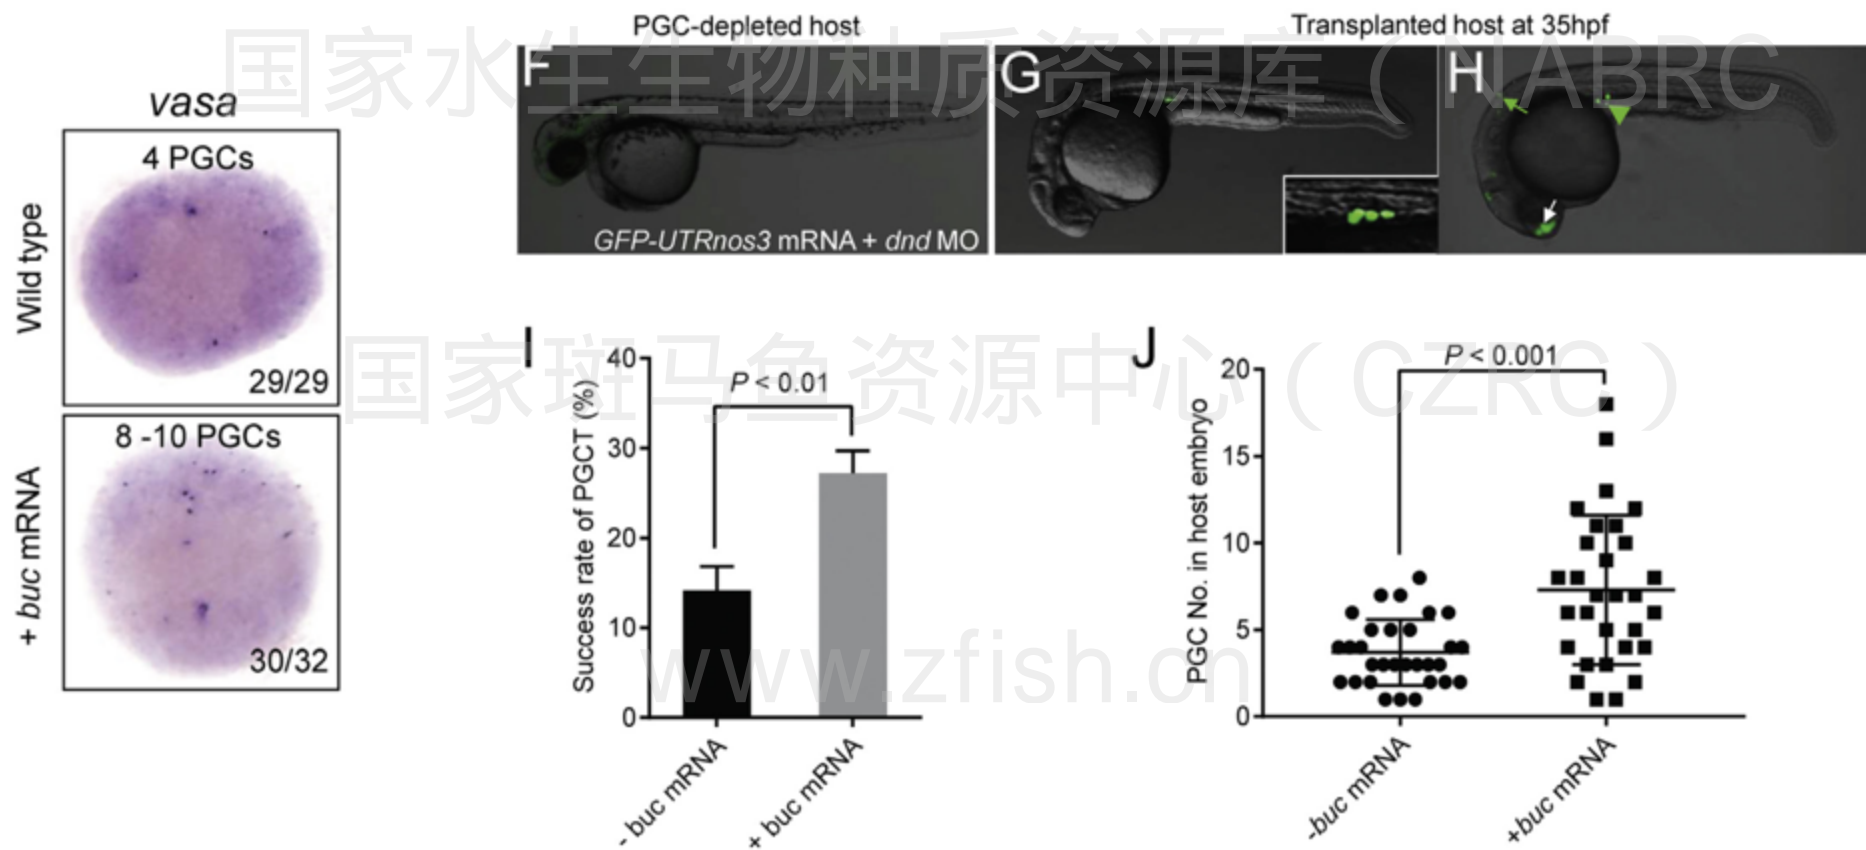 PGC-depleted host
Transplanted host at 35hpf
国家水生生物种质资源库(NABRC
vasa
F
G
H
4 PGCs
Wild type
29/29
GFP-UTRnos3 mRNA + dnd MO
8 -10 PGCs
+ buc mRNA
30/32
国家斑马鱼资源中心(CZRC)
www.zfish.cn
I
Success rate of PGCT (%)
40
30
20
10
0
P < 0.01
- buc mRNA
+ buc mRNA
J
PGC No. in host embryo
20
15
10
5
0
P < 0.001
-buc mRNA
+buc mRNA